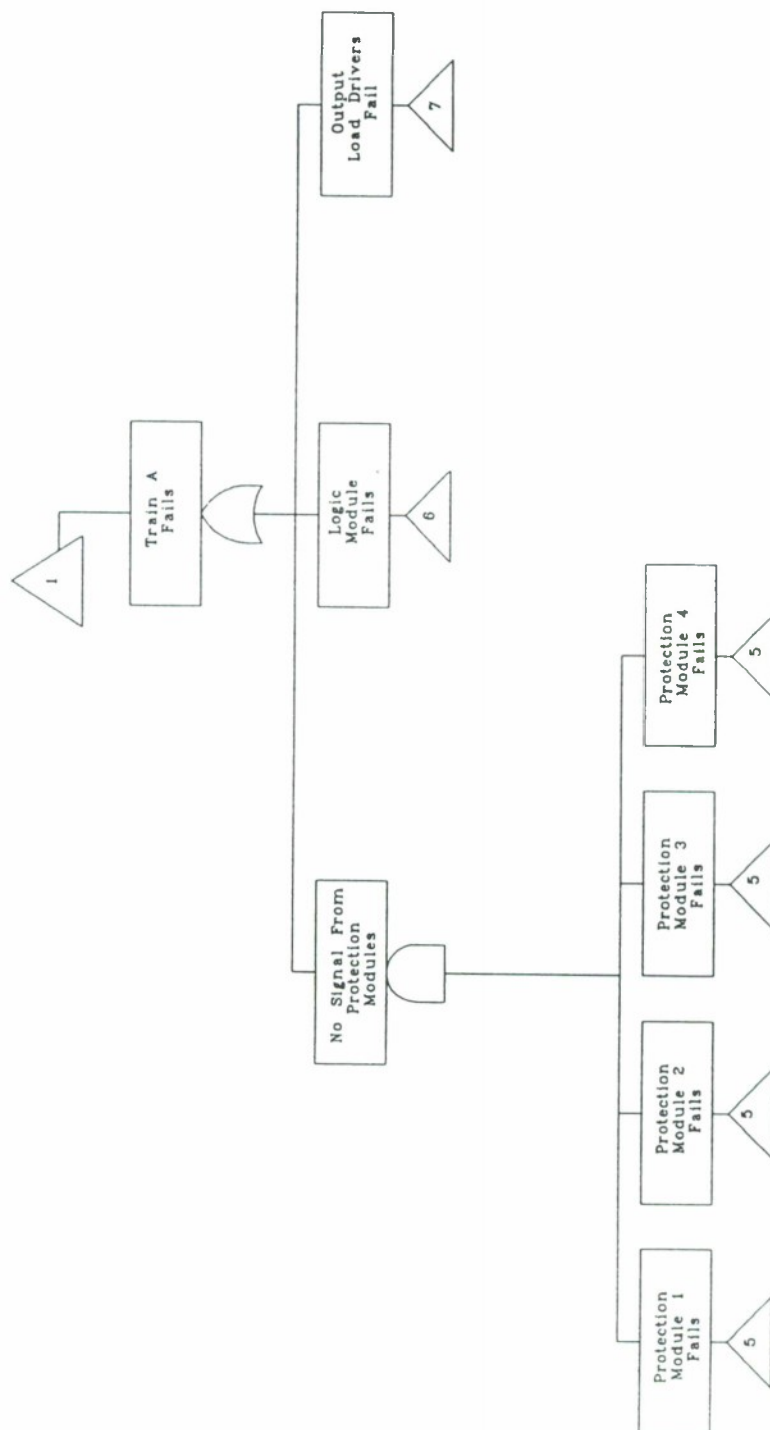 1
Train A
Fails
No Signal From
Protection
Modules
Logic
Module
Fails
6
Output
Load Drivers
Fail
7
Protection
Module 1
Fails
5
Protection
Module 2
Fails
5
Protection
Module 3
Fails
5
Protection
Module 4
Fails
5